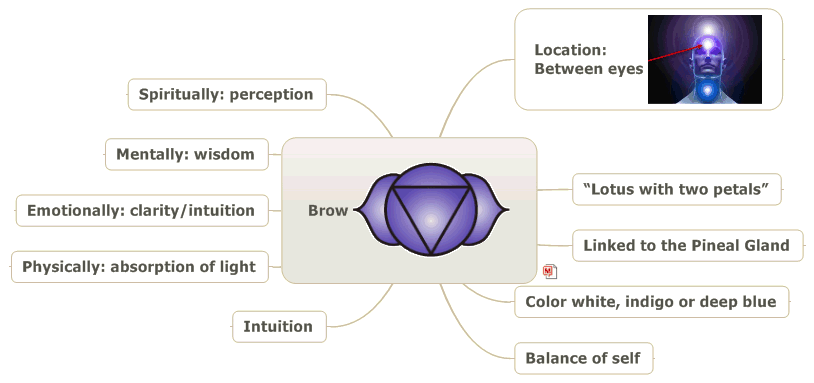 Location:
Between eyes
Spiritually: perception
Mentally: wisdom
Emotionally: clarity/intuition
Physically: absorption of light
Intuition
Brow
“Lotus with two petals”
Linked to the Pineal Gland
Color white, indigo or deep blue
Balance of self